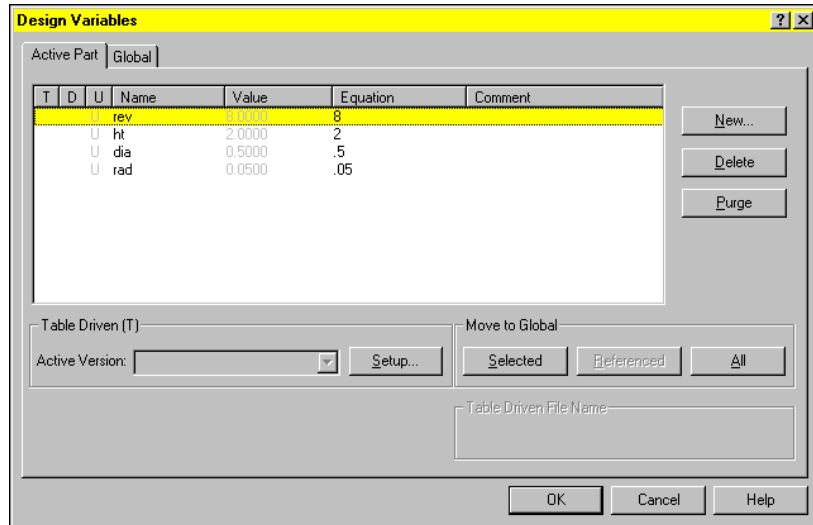 Design Variables
Active Part Global
T D U Name Value Equation Comment
U rev 8.0000 8
U ht 2.0000 2
U dia 0.5000 .5
U rad 0.0500 .05
New...
Delete
Purge
Table Driven (T)
Active Version: Setup...
Move to Global
Selected Referenced All
Table Driven File Name
OK Cancel Help